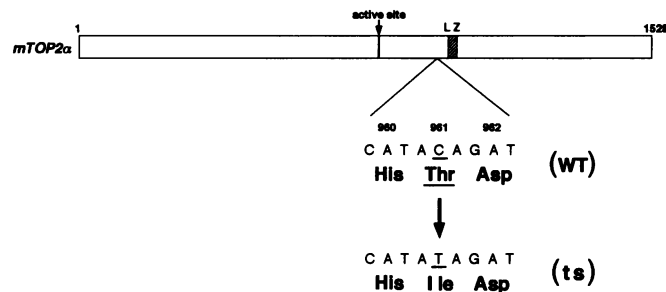 active site
1 L Z 1528
mTOP2α
960 961 962
C A T A C A G A T (WT)
His Thr Asp
C A T A T A G A T (ts)
His Ile Asp